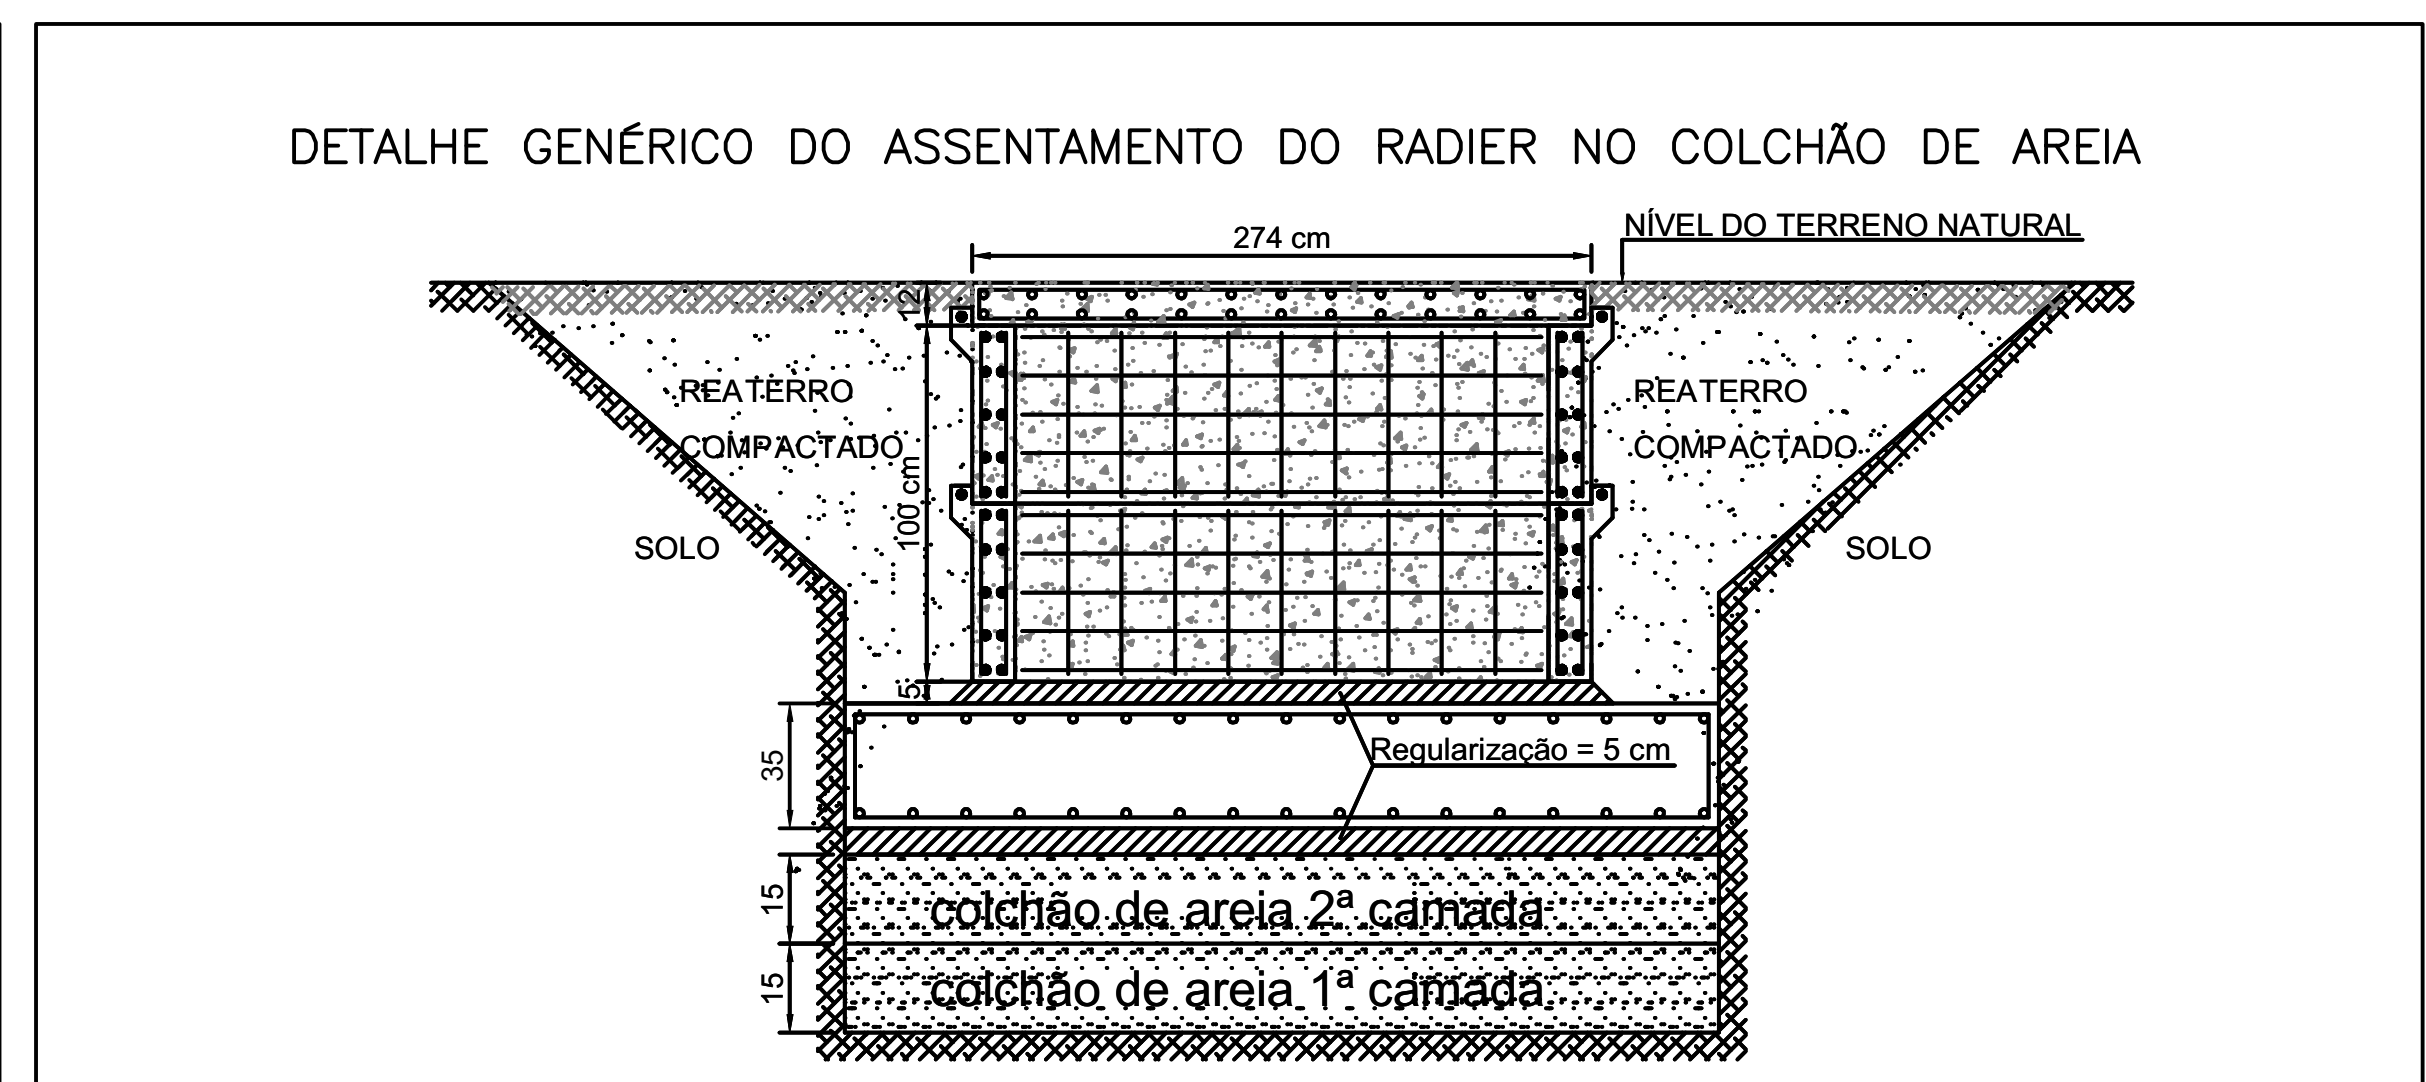 DETALHE GENÉRICO DO ASSENTAMENTO DO RADIER NO COLCHÃO DE AREIA
NÍVEL DO TERRENO NATURAL
274 cm
12
REATERRO
COMPACTADO
REATERRO
COMPACTADO
100 cm
SOLO
SOLO
5
35
Regularização = 5 cm
15
colchão de areia 2ª camada
15
colchão de areia 1ª camada